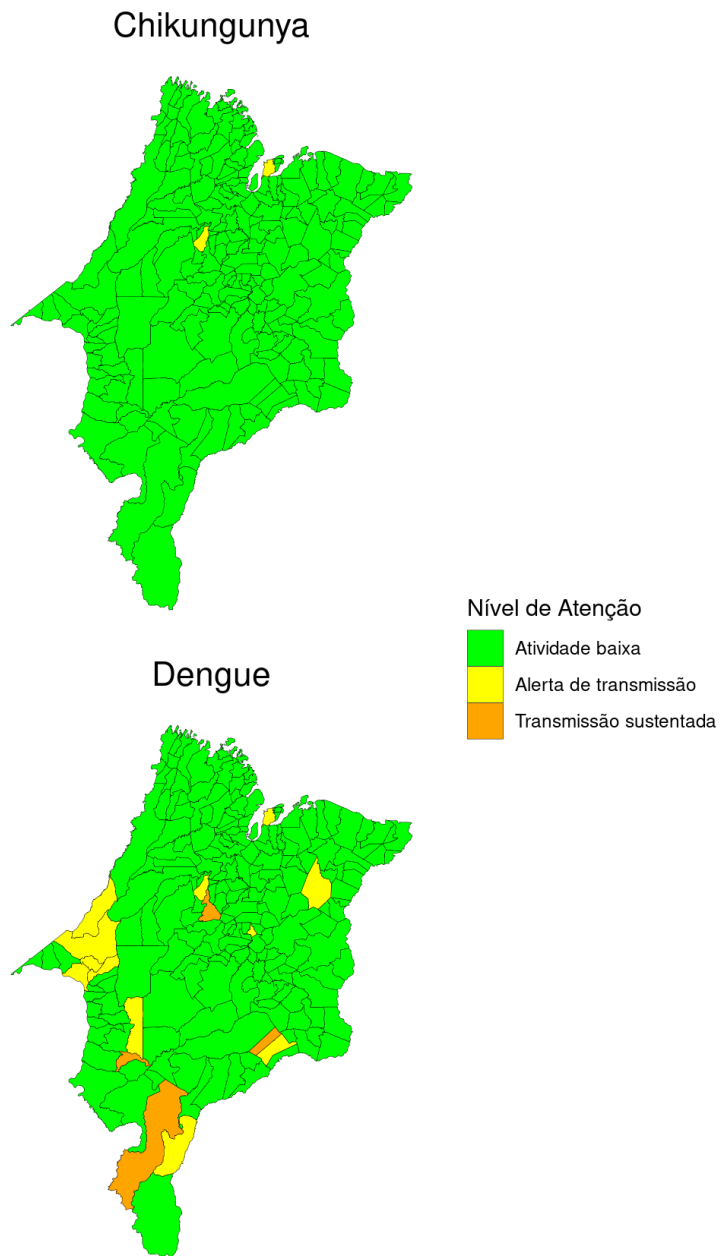 Chikungunya
Nível de Atenção
Atividade baixa
Alerta de transmissão
Transmissão sustentada
Dengue